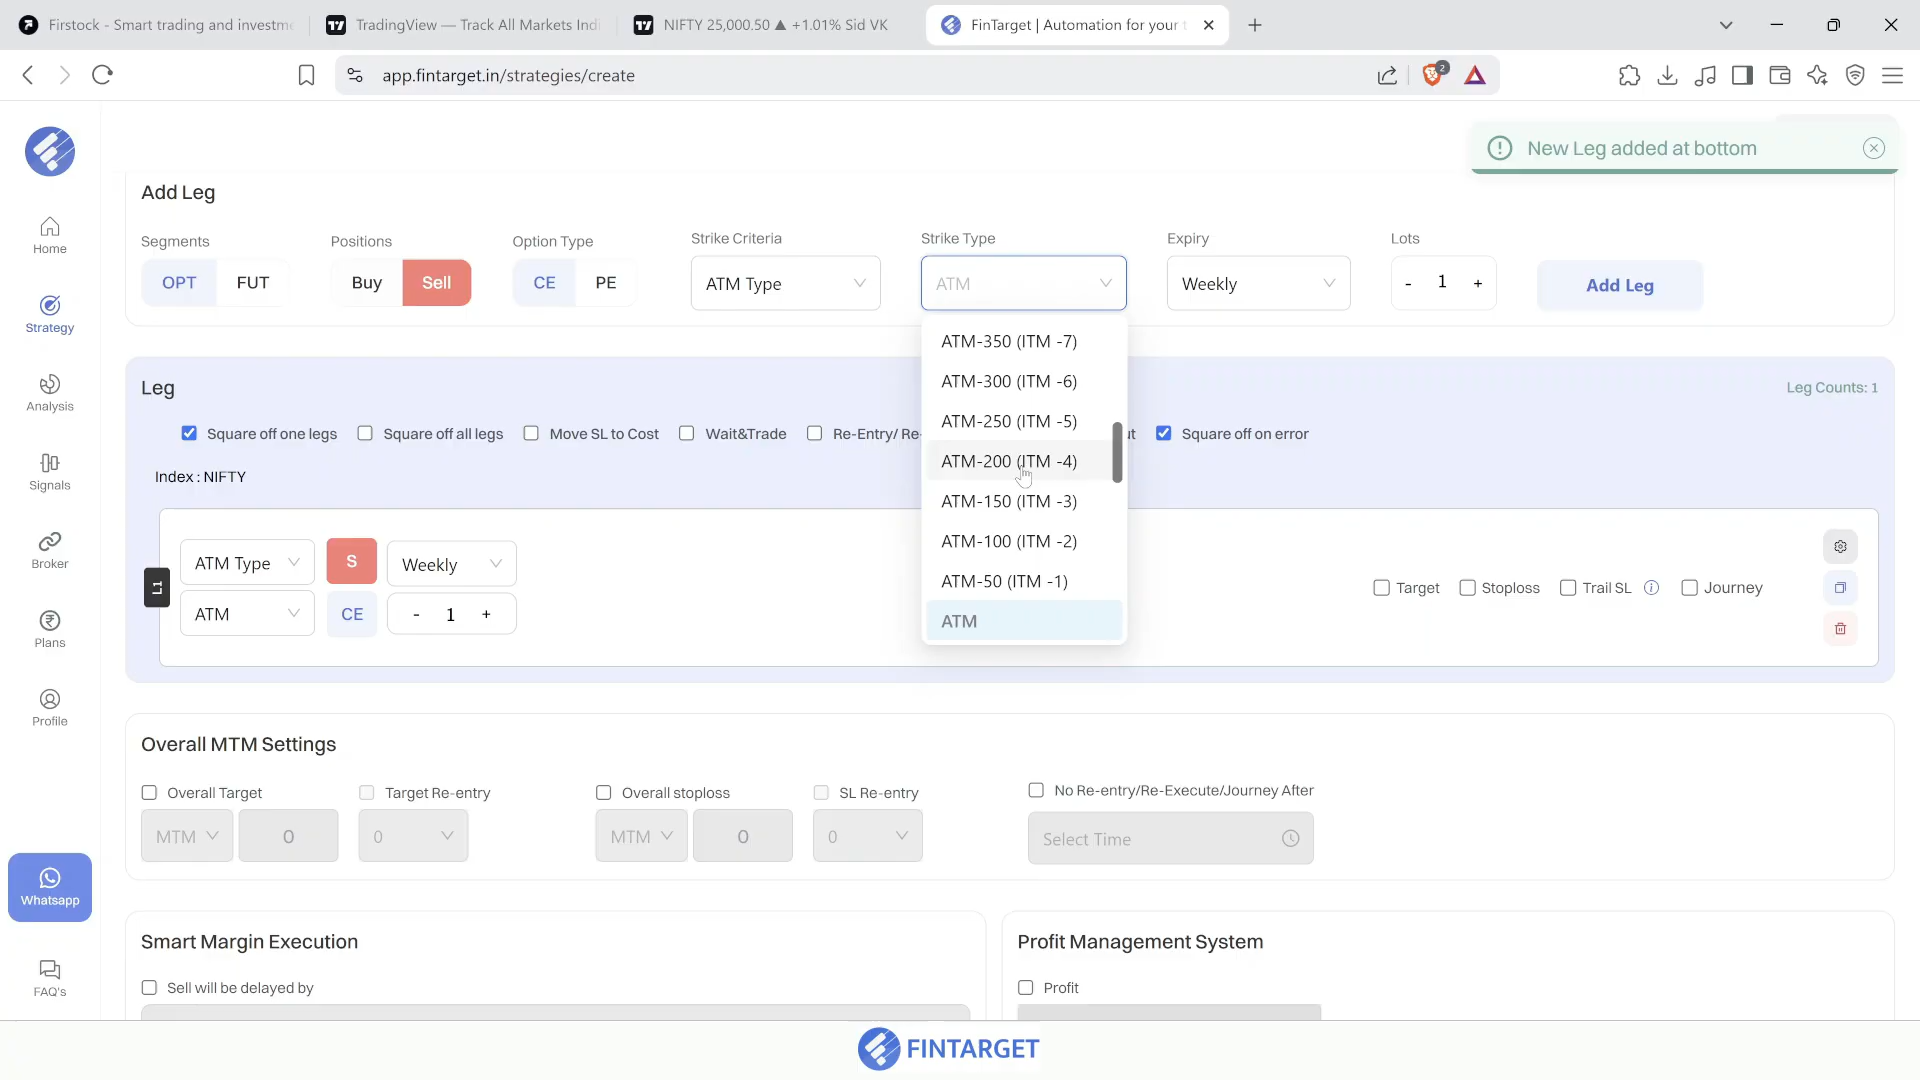 Firstock - Smart trading and investme
TradingView — Track All Markets Indi
NIFTY 25,000.50 ▲ +1.01% Sid VK
FinTarget | Automation for your t
app.fintarget.in/strategies/create
2
New Leg added at bottom
Home
Strategy
Analysis
Signals
Broker
Plans
Profile
Whatsapp
FAQ's
Add Leg
Segments
Positions
Option Type
Strike Criteria
Strike Type
Expiry
Lots
OPT
FUT
Buy
Sell
CE
PE
ATM Type
ATM
Weekly
- 1 +
Add Leg
ATM-350 (ITM -7)
ATM-300 (ITM -6)
ATM-250 (ITM -5)
ATM-200 (ITM -4)
ATM-150 (ITM -3)
ATM-100 (ITM -2)
ATM-50 (ITM -1)
ATM
Leg
Leg Counts: 1
Square off one legs
Square off all legs
Move SL to Cost
Wait&Trade
Re-Entry/ Re-
ut
Square off on error
Index : NIFTY
L1
ATM Type
S
Weekly
ATM
CE
- 1 +
Target
Stoploss
Trail SL
Journey
Overall MTM Settings
Overall Target
Target Re-entry
Overall stoploss
SL Re-entry
No Re-entry/Re-Execute/Journey After
MTM
0
0
MTM
0
0
Select Time
Smart Margin Execution
Sell will be delayed by
Profit Management System
Profit
FINTARGET